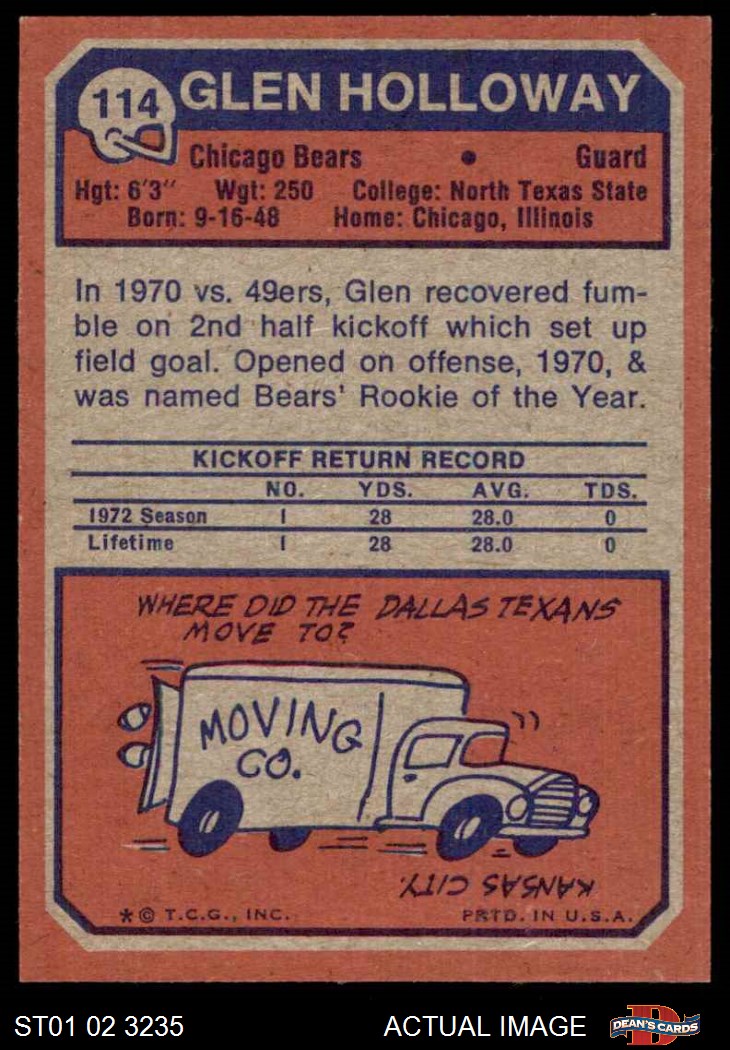 114 GLEN HOLLOWAY
Chicago Bears • Guard
Hgt: 6'3" Wgt: 250 College: North Texas State
Born: 9-16-48 Home: Chicago, Illinois
In 1970 vs. 49ers, Glen recovered fum-
ble on 2nd half kickoff which set up
field goal. Opened on offense, 1970, &
was named Bears' Rookie of the Year.
KICKOFF RETURN RECORD
NO. YDS. AVG. TDS.
1972 Season 1 28 28.0 0
Lifetime 1 28 28.0 0
WHERE DID THE DALLAS TEXANS
MOVE TO?
MOVING
CO.
KANSAS CITY.
*© T.C.G., INC. PRTD. IN U.S.A.
ST01 02 3235 ACTUAL IMAGE DEAN'S CARDS